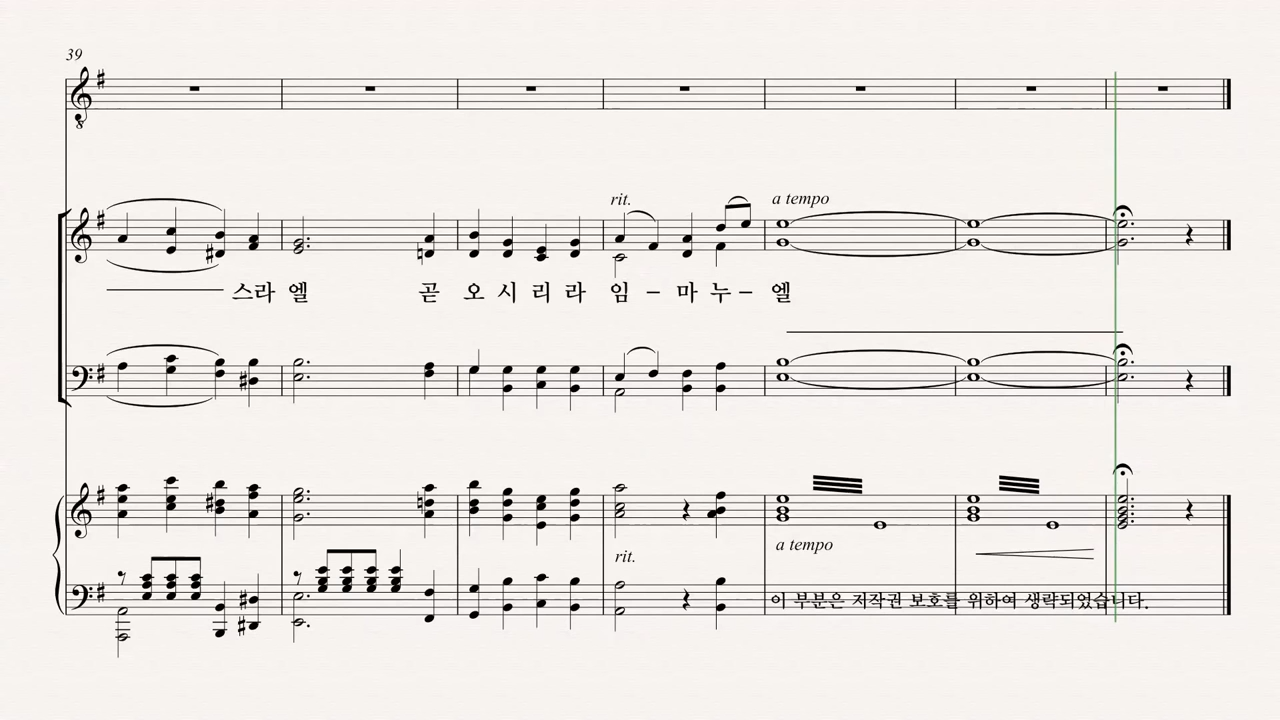 39
rit. a tempo
스라 엘 곧 오 시 리 라 임 – 마 누 – 엘
rit. a tempo
이 부분은 저작권 보호를 위하여 생략되었습니다.